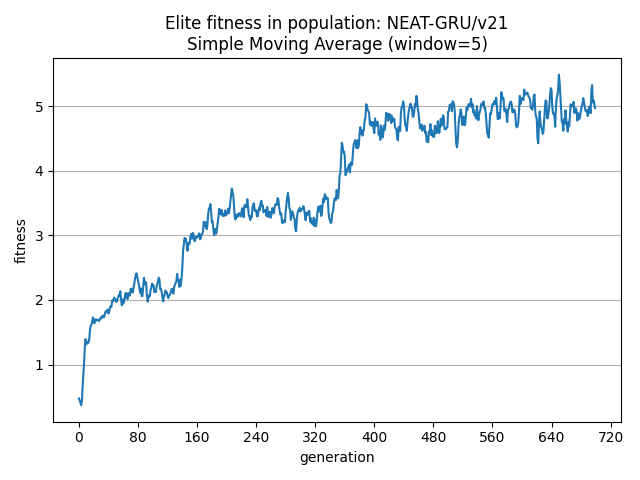 Elite fitness in population: NEAT-GRU/v21
Simple Moving Average (window=5)
fitness
5
4
3
2
1
0 80 160 240 320 400 480 560 640 720
generation